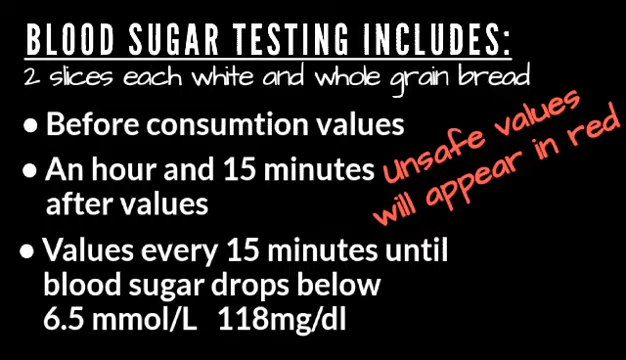 BLOOD SUGAR TESTING INCLUDES:
2 slices each white and whole grain bread
• Before consumtion values
• An hour and 15 minutes
after values
unsafe values
will appear in red
• Values every 15 minutes until
blood sugar drops below
6.5 mmol/L 118mg/dl